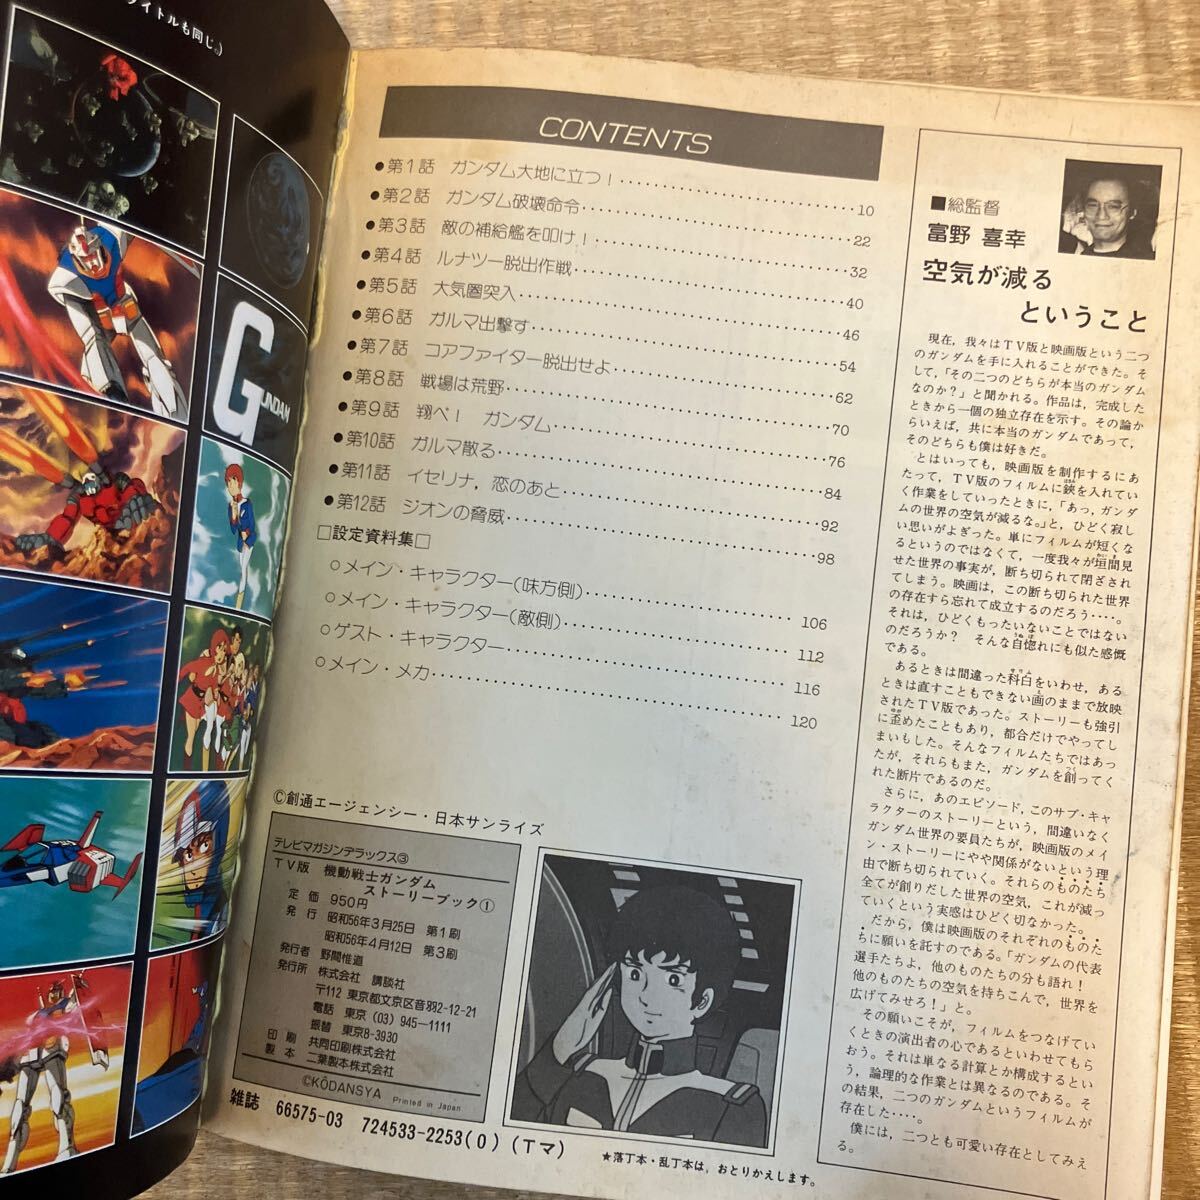 イトルも同じ。)
GUNDAM
CONTENTS
●第1話 ガンダム大地に立つ!……10
●第2話 ガンダム破壊命令……22
●第3話 敵の補給艦を叩け!……32
●第4話 ルナツー脱出作戦……40
●第5話 大気圏突入……46
●第6話 ガルマ出撃す……54
●第7話 コアファイター脱出せよ……62
●第8話 戦場は荒野……70
●第9話 翔べ! ガンダム……76
●第10話 ガルマ散る……84
●第11話 イセリナ,恋のあと……92
●第12話 ジオンの脅威……98
□設定資料集□
○メイン・キャラクター(味方側)……106
○メイン・キャラクター(敵側)……112
○ゲスト・キャラクター……116
○メイン・メカ……120
©創通エージェンシー・日本サンライズ
テレビマガジンデラックス③
TV版 機動戦士ガンダム
ストーリーブック①
定価 950円
発行 昭和56年3月25日 第1刷
昭和56年4月12日 第3刷
発行者 野間惟道
発行所 株式会社 講談社
〒112 東京都文京区音羽2-12-21
電話 東京(03)945-1111
振替 東京8-3930
印刷 共同印刷株式会社
製本 二葉製本株式会社
©KŌDANSYA Printed in Japan
雑誌 66575-03 724533-2253(0)(Tマ)
★落丁本・乱丁本は,おとりかえします。
■総監督
富野 喜幸
空気が減る
ということ
現在,我々はTV版と映画版という二つ
のガンダムを手に入れることができた。そ
して,「その二つのどちらが本当のガンダム
なのか?」と聞かれる。作品は,完成した
ときから一個の独立存在を示す。その論か
らいえば,共に本当のガンダムであって,
そのどちらも僕は好きだ。
とはいっても,映画版を制作するにあ
たって,TV版のフィルムに鋏を入れてい
く作業をしていったときに,「あっ,ガンダ
ムの世界の空気が減るな。」と,ひどく寂し
い思いがよぎった。単にフィルムが短くな
るというのではなくて,一度我々が垣間見
せた世界の事実が,断ち切られて閉ざされ
てしまう。映画は,この断ち切られた世界
の存在すら忘れて成立するのだろう‥‥。
それは,ひどくもったいないことではない
のだろうか? そんな自惚れにも似た感慨
である。
あるときは間違った科白をいわせ,ある
ときは直すこともできない画のままで放映
されたTV版であった。ストーリーも強引
に歪めたこともあり,都合だけでやってし
まいもした。そんなフィルムたちではあっ
たが,それらもまた,ガンダムを創ってく
れた断片であるのだ。
さらに,あのエピソード,このサブ・キャ
ラクターのストーリーという,間違いなく
ガンダム世界の要員たちが,映画版のメイ
ン・ストーリーにやや関係がないという理
由で断ち切られていく。それらのものたち
全てが創りだした世界の空気,これが減っ
ていくという実感はひどく切なかった。
だから,僕は映画版のそれぞれのものた
ちに願いを託すのである。「ガンダムの代表
選手たちよ,他のものたちの分も語れ!
他のものたちの空気を持ちこんで,世界を
広げてみせろ!」と。
その願いこそが,フィルムをつなげてい
くときの演出者の心であるといわせてもら
おう。それは単なる計算とか構成するとい
う,論理的な作業とは異なるのである。そ
の結果,二つのガンダムというフィルムが
存在した‥‥。
僕には,二つとも可愛い存在としてみえ
る。